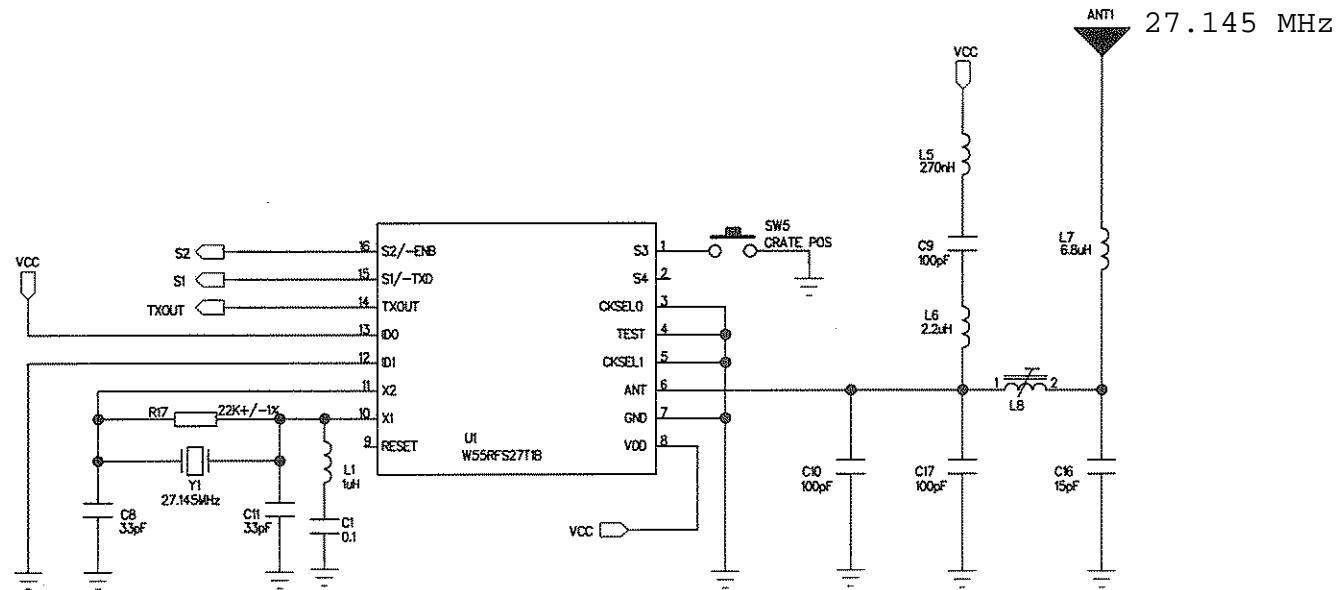 ANT1
27.145 MHz
VCC
L5
270nH
C9
100pF
L6
2.2uH
L7
6.8uH
SW5
CRATE POS
S2
S1
TXOUT
VCC
16 S2/-ENB
15 S1/-TXD
14 TXOUT
13 ID0
12 ID1
11 X2
10 X1
9 RESET
S3 1
S4 2
CKSEL0 3
TEST 4
CKSEL1 5
ANT 6
GND 7
VDD 8
U1
W55RFS27T1B
1 2
L8
R17 22K+/-1%
Y1
27.145MHz
L1
1uH
C8
33pF
C11
33pF
C1
0.1
VCC
C10
100pF
C17
100pF
C16
15pF